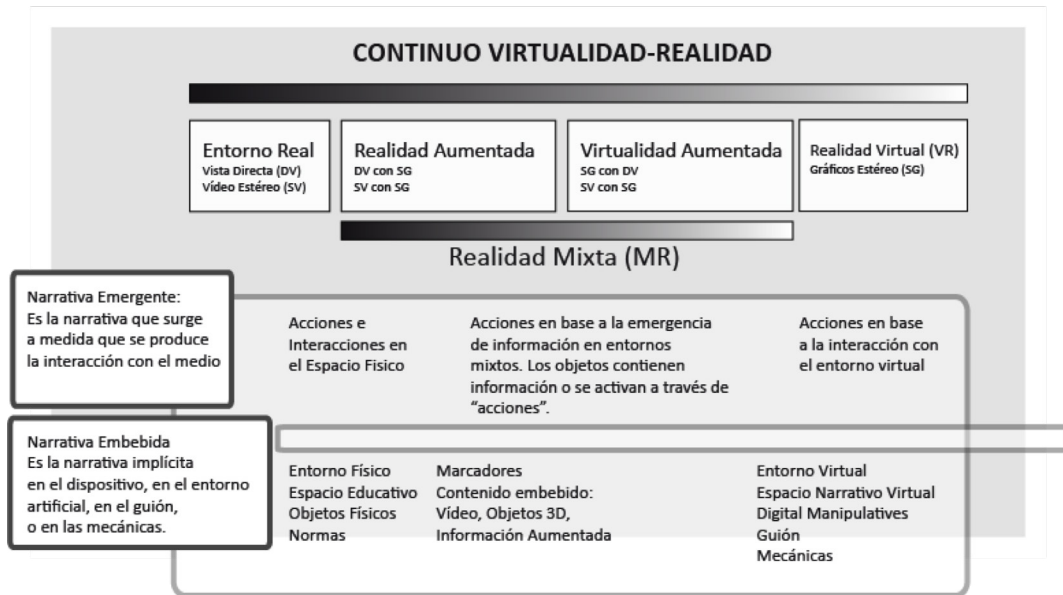 CONTINUO VIRTUALIDAD-REALIDAD
Entorno Real
Vista Directa (DV)
Vídeo Estéreo (SV)
Realidad Aumentada
DV con SG
SV con SG
Virtualidad Aumentada
SG con DV
SV con SG
Realidad Virtual (VR)
Gráficos Estéreo (SG)
Realidad Mixta (MR)
Narrativa Emergente:
Es la narrativa que surge
a medida que se produce
la interacción con el medio
Acciones e
Interacciones en
el Espacio Fisico
Acciones en base a la emergencia
de información en entornos
mixtos. Los objetos contienen
información o se activan a través de
“acciones”.
Acciones en base
a la interacción con
el entorno virtual
Narrativa Embebida
Es la narrativa implícita
en el dispositivo, en el entorno
artificial, en el guión,
o en las mecánicas.
Entorno Físico
Espacio Educativo
Objetos Físicos
Normas
Marcadores
Contenido embebido:
Vídeo, Objetos 3D,
Información Aumentada
Entorno Virtual
Espacio Narrativo Virtual
Digital Manipulatives
Guión
Mecánicas